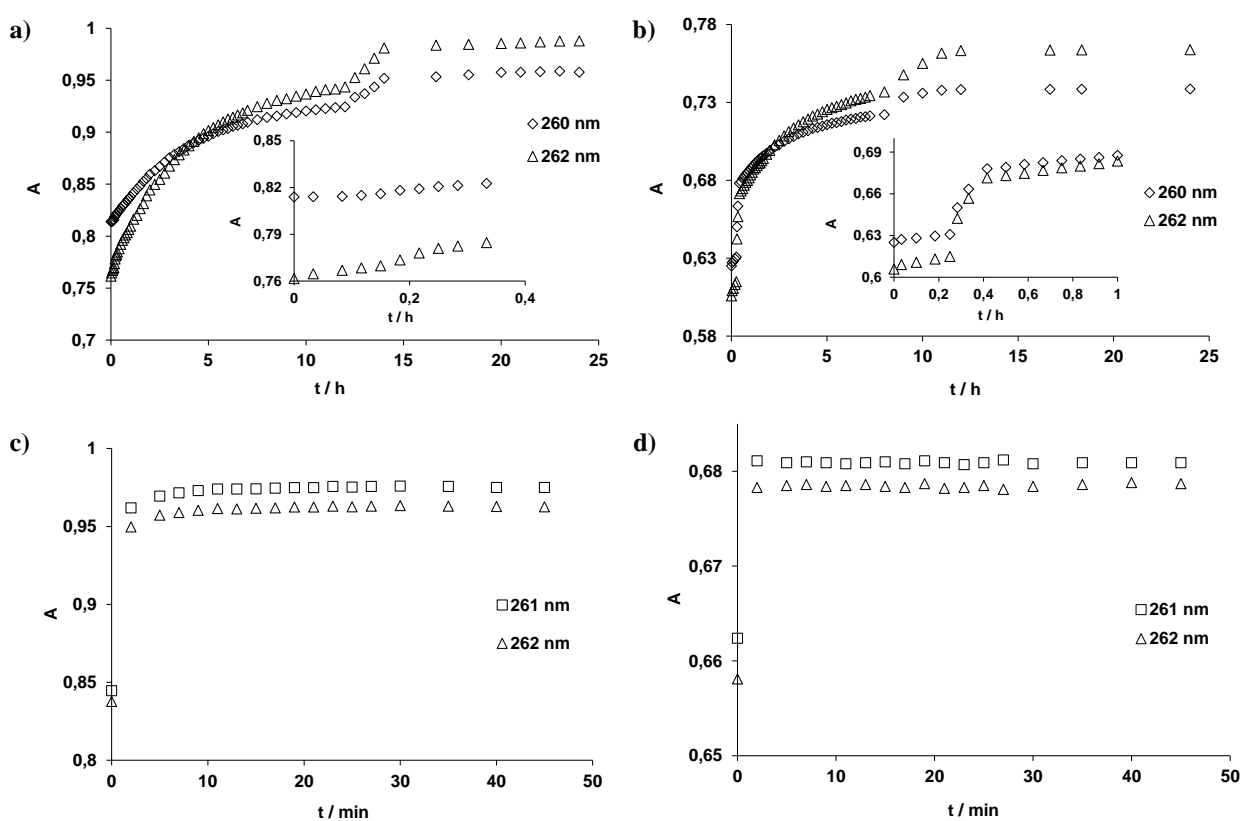 a)
1
0,95
0,9
0,85
0,8
0,75
0,7
A
0 5 10 15 20 25
t / h
260 nm
262 nm
0,85
0,82
0,79
0,76
A
0 0,2 0,4
t / h
b)
0,78
0,73
0,68
0,63
0,58
A
0 5 10 15 20 25
t / h
260 nm
262 nm
0,69
0,66
0,63
0,6
A
0 0,2 0,4 0,6 0,8 1
t / h
c)
1
0,95
0,9
0,85
0,8
A
0 10 20 30 40 50
t / min
261 nm
262 nm
d)
0,68
0,67
0,66
0,65
A
0 10 20 30 40 50
t / min
261 nm
262 nm